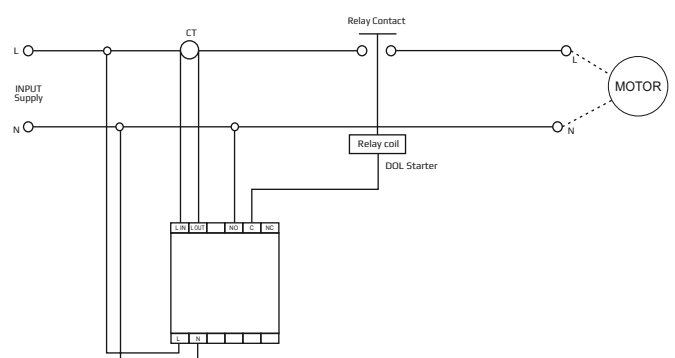 Relay Contact
CT
L
L
INPUT
Supply
MOTOR
N
N
Relay coil
DOL Starter
L IN L OUT NO C NC
L N